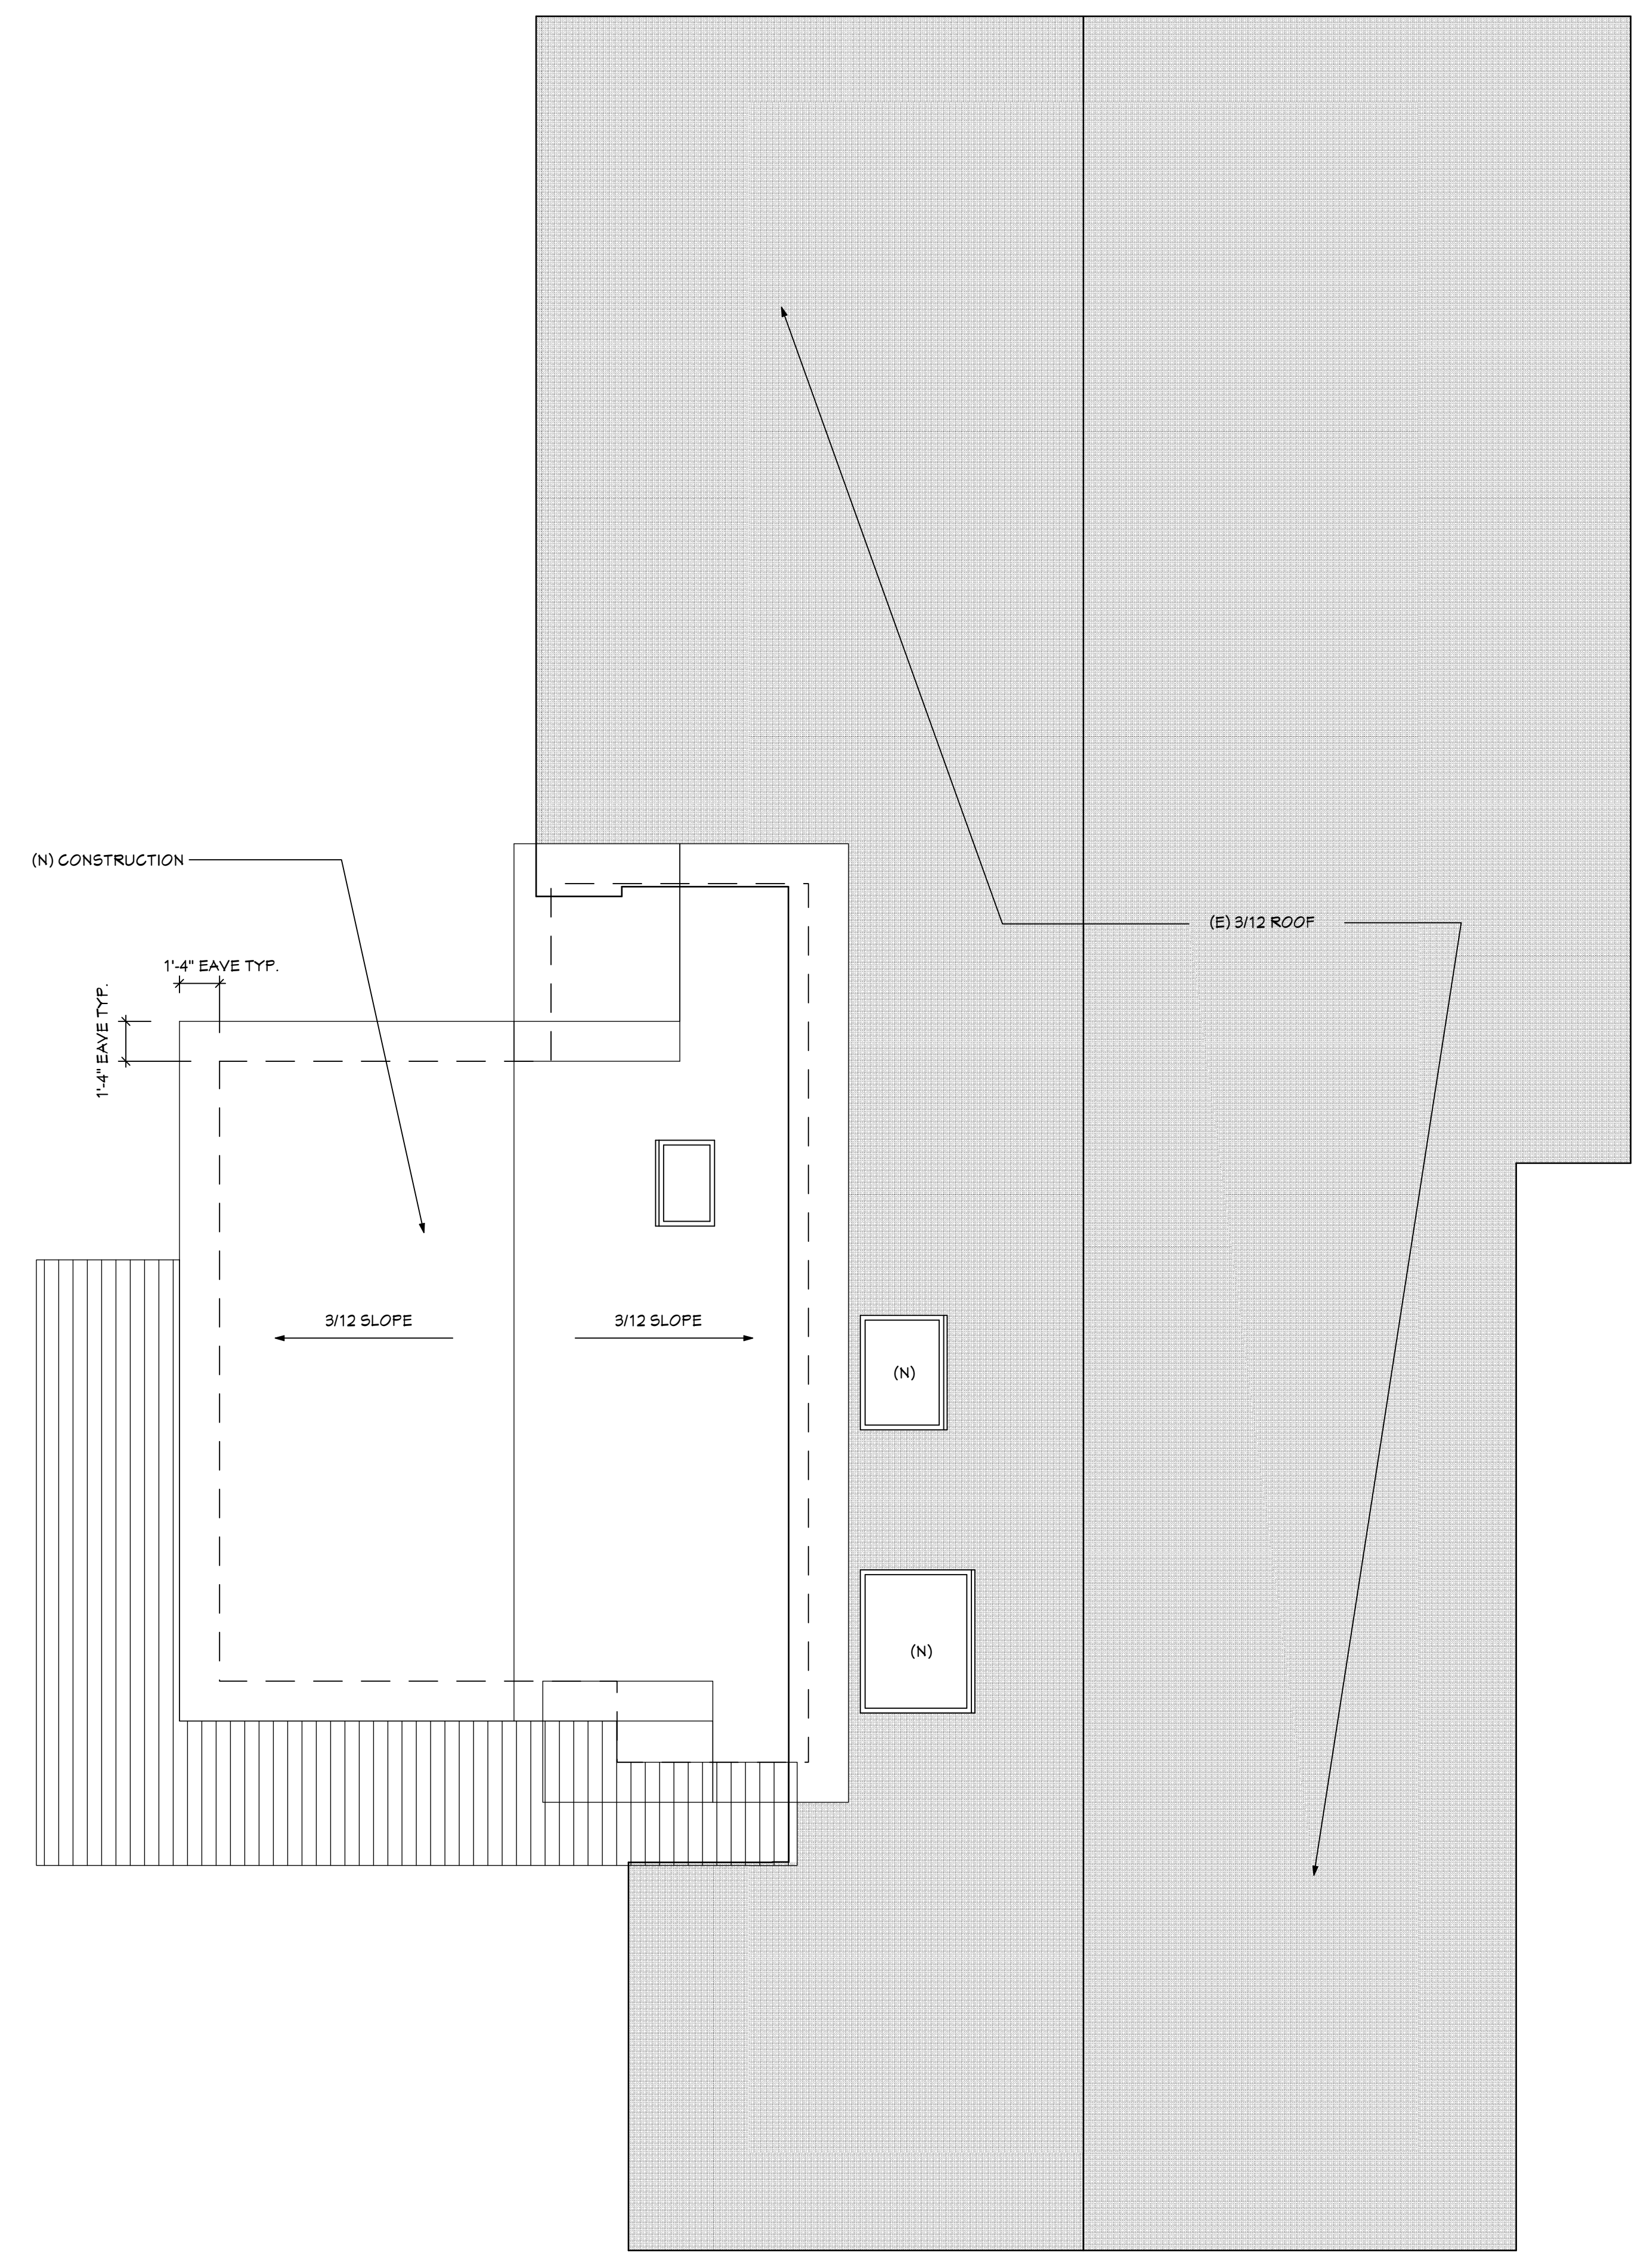 (N) CONSTRUCTION
(E) 3/12 ROOF
1'-4" EAVE TYP.
1'-4" EAVE TYP.
3/12 SLOPE
3/12 SLOPE
(N)
(N)